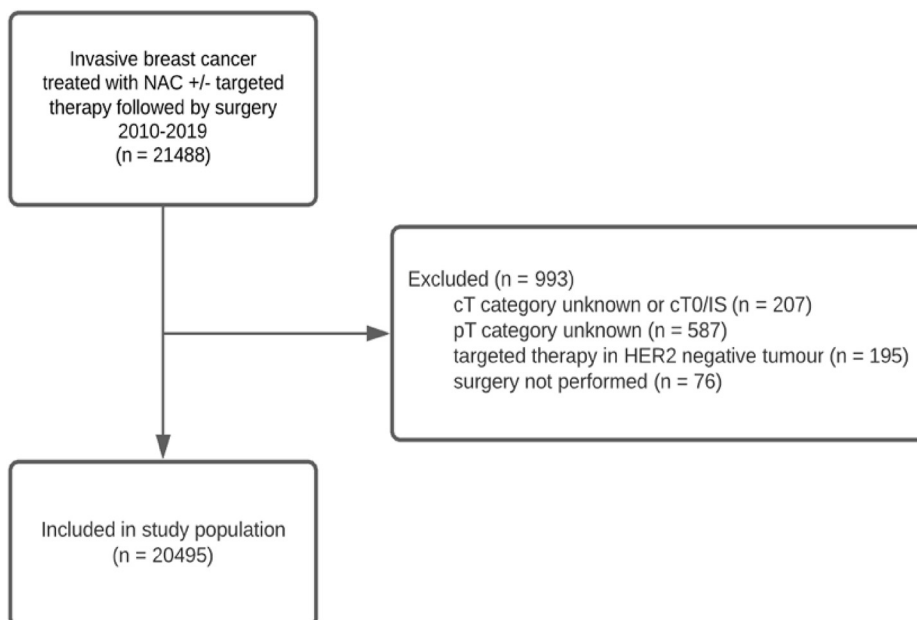 Invasive breast cancer
treated with NAC +/- targeted
therapy followed by surgery
2010-2019
(n = 21488)
Excluded (n = 993)
cT category unknown or cT0/IS (n = 207)
pT category unknown (n = 587)
targeted therapy in HER2 negative tumour (n = 195)
surgery not performed (n = 76)
Included in study population
(n = 20495)